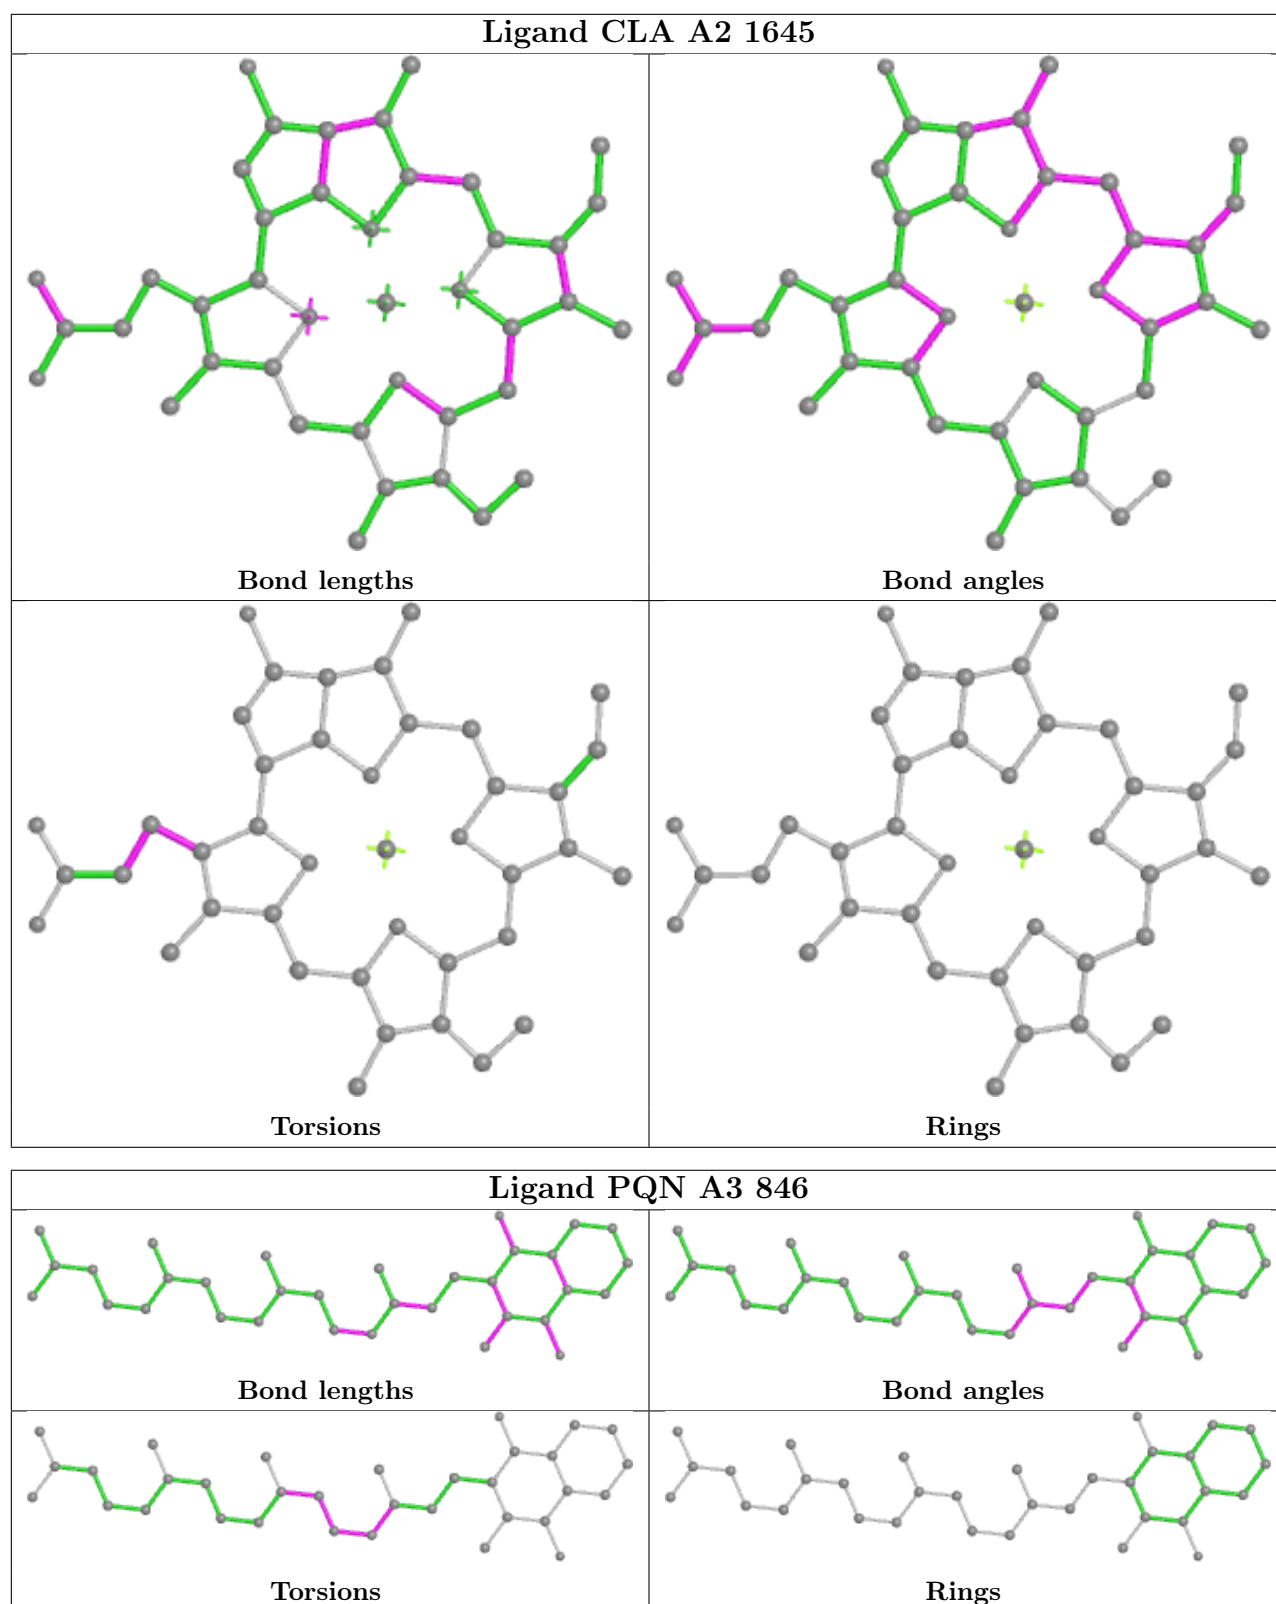 Ligand CLA A2 1645
Bond lengths
Bond angles
Torsions
Rings
Ligand PQN A3 846
Bond lengths
Bond angles
Torsions
Rings